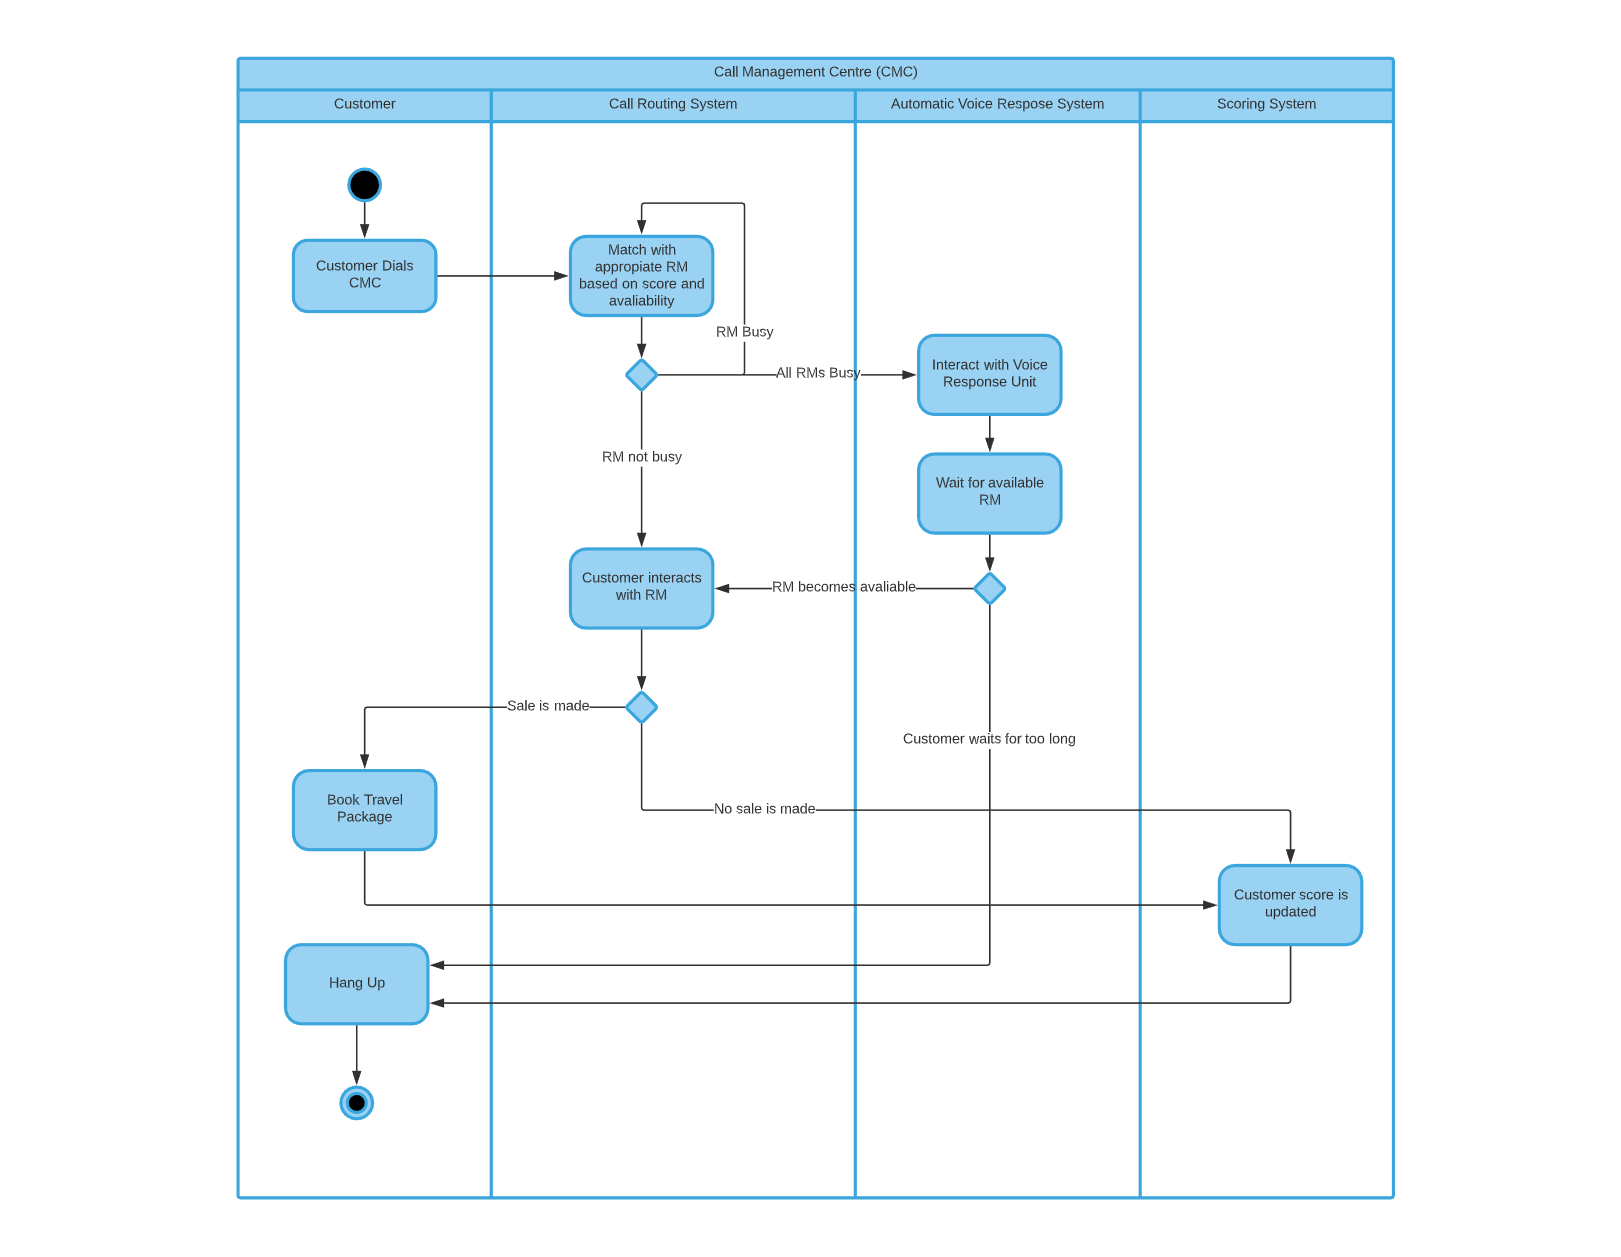 Call Management Centre (CMC)
Customer
Call Routing System
Automatic Voice Respose System
Scoring System
Customer Dials
CMC
Match with
appropiate RM
based on score and
avaliability
RM Busy
All RMs Busy
Interact with Voice
Response Unit
RM not busy
Wait for available
RM
Customer interacts
with RM
RM becomes avaliable
Sale is made
Customer waits for too long
Book Travel
Package
No sale is made
Customer score is
updated
Hang Up